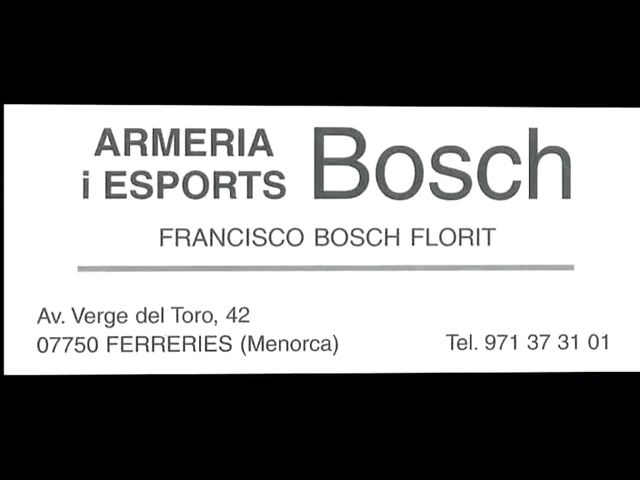 ARMERIA
i ESPORTS Bosch
FRANCISCO BOSCH FLORIT
Av. Verge del Toro, 42
07750 FERRERIES (Menorca)
Tel. 971 37 31 01